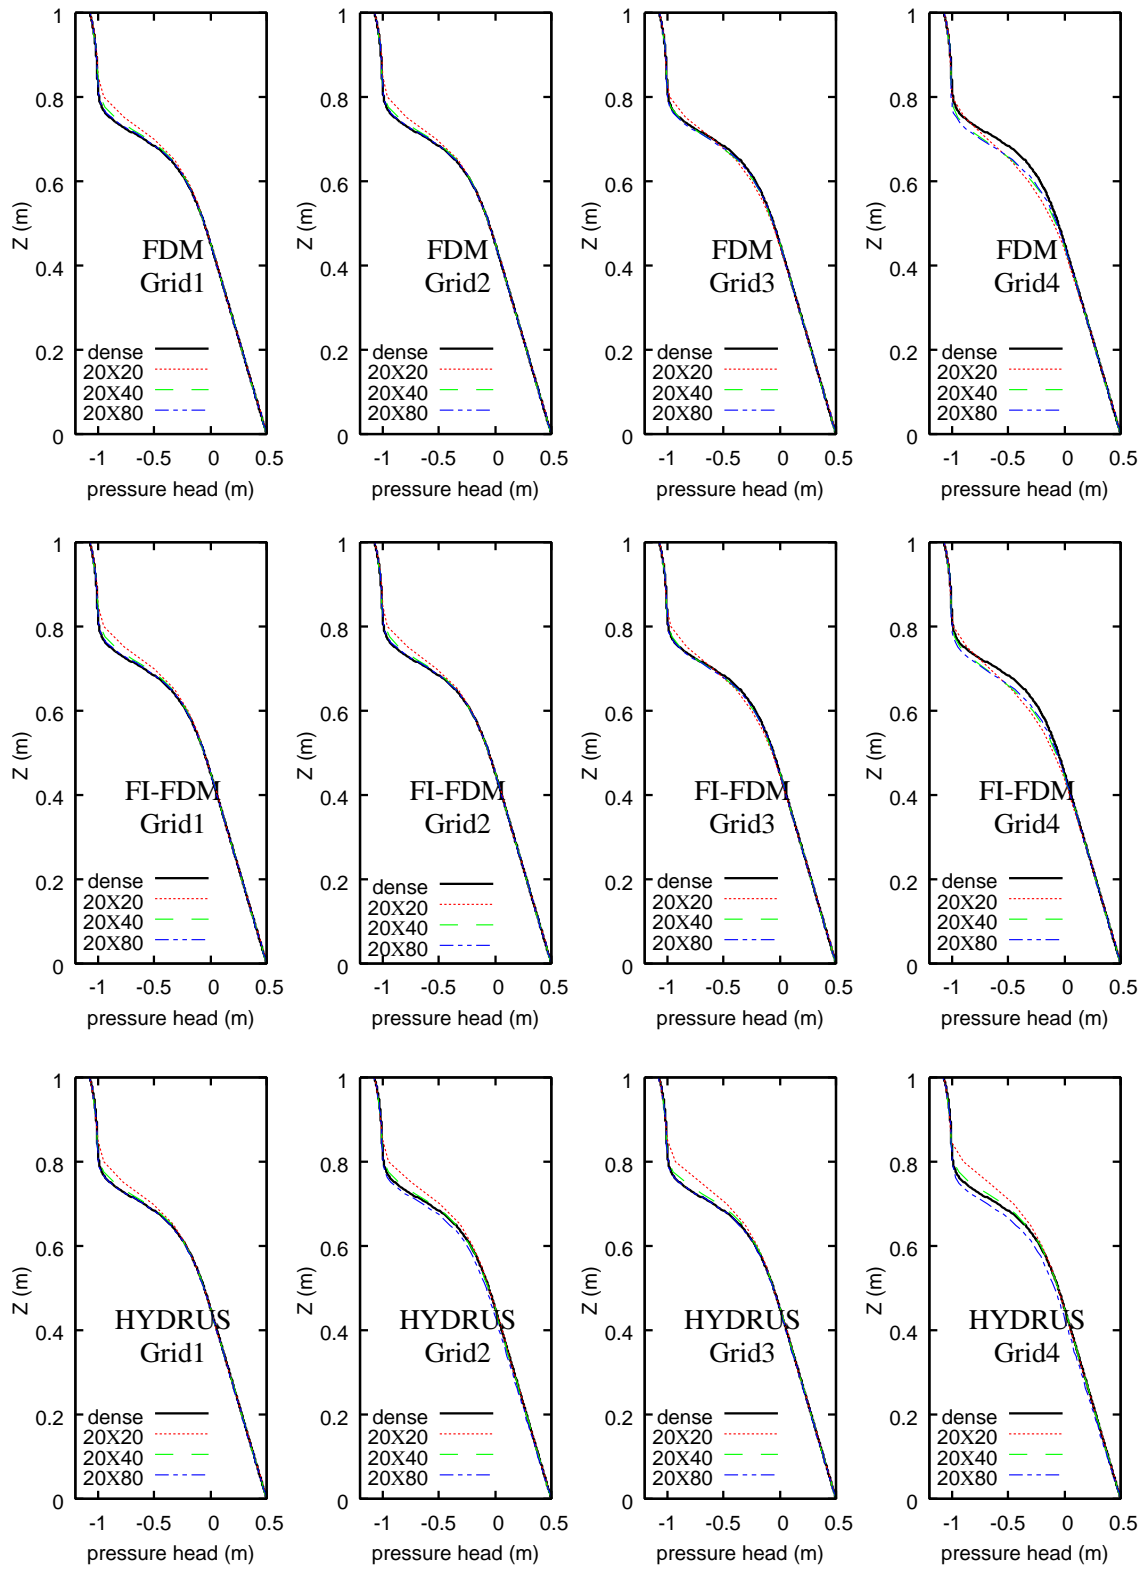 1
0.8
0.6
0.4
0.2
0
Z (m)
FDM
Grid1
dense
20X20
20X40
20X80
-1 -0.5 0 0.5
pressure head (m)
1
0.8
0.6
0.4
0.2
0
Z (m)
FDM
Grid2
dense
20X20
20X40
20X80
-1 -0.5 0 0.5
pressure head (m)
1
0.8
0.6
0.4
0.2
0
Z (m)
FDM
Grid3
dense
20X20
20X40
20X80
-1 -0.5 0 0.5
pressure head (m)
1
0.8
0.6
0.4
0.2
0
Z (m)
FDM
Grid4
dense
20X20
20X40
20X80
-1 -0.5 0 0.5
pressure head (m)
1
0.8
0.6
0.4
0.2
0
Z (m)
FI-FDM
Grid1
dense
20X20
20X40
20X80
-1 -0.5 0 0.5
pressure head (m)
1
0.8
0.6
0.4
0.2
0
Z (m)
FI-FDM
Grid2
dense
20X20
20X40
20X80
-1 -0.5 0 0.5
pressure head (m)
1
0.8
0.6
0.4
0.2
0
Z (m)
FI-FDM
Grid3
dense
20X20
20X40
20X80
-1 -0.5 0 0.5
pressure head (m)
1
0.8
0.6
0.4
0.2
0
Z (m)
FI-FDM
Grid4
dense
20X20
20X40
20X80
-1 -0.5 0 0.5
pressure head (m)
1
0.8
0.6
0.4
0.2
0
Z (m)
HYDRUS
Grid1
dense
20X20
20X40
20X80
-1 -0.5 0 0.5
pressure head (m)
1
0.8
0.6
0.4
0.2
0
Z (m)
HYDRUS
Grid2
dense
20X20
20X40
20X80
-1 -0.5 0 0.5
pressure head (m)
1
0.8
0.6
0.4
0.2
0
Z (m)
HYDRUS
Grid3
dense
20X20
20X40
20X80
-1 -0.5 0 0.5
pressure head (m)
1
0.8
0.6
0.4
0.2
0
Z (m)
HYDRUS
Grid4
dense
20X20
20X40
20X80
-1 -0.5 0 0.5
pressure head (m)